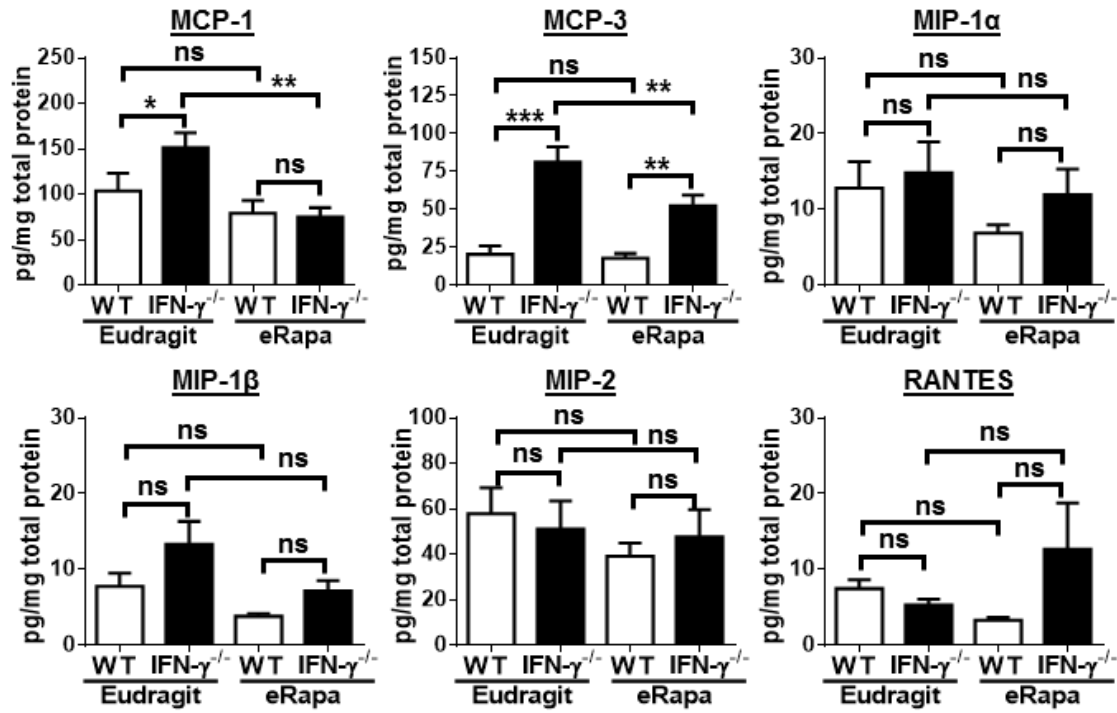 MCP-1
pg/mg total protein
250
200
150
100
50
0
ns
*
**
ns
WT IFN-γ⁻/⁻ WT IFN-γ⁻/⁻
Eudragit eRapa
MCP-3
pg/mg total protein
150
125
100
75
50
25
0
ns
***
**
**
WT IFN-γ⁻/⁻ WT IFN-γ⁻/⁻
Eudragit eRapa
MIP-1α
pg/mg total protein
30
20
10
0
ns
ns
ns
ns
WT IFN-γ⁻/⁻ WT IFN-γ⁻/⁻
Eudragit eRapa
MIP-1β
pg/mg total protein
30
20
10
0
ns
ns
ns
ns
WT IFN-γ⁻/⁻ WT IFN-γ⁻/⁻
Eudragit eRapa
MIP-2
pg/mg total protein
100
80
60
40
20
0
ns
ns
ns
ns
WT IFN-γ⁻/⁻ WT IFN-γ⁻/⁻
Eudragit eRapa
RANTES
pg/mg total protein
30
20
10
0
ns
ns
ns
ns
WT IFN-γ⁻/⁻ WT IFN-γ⁻/⁻
Eudragit eRapa